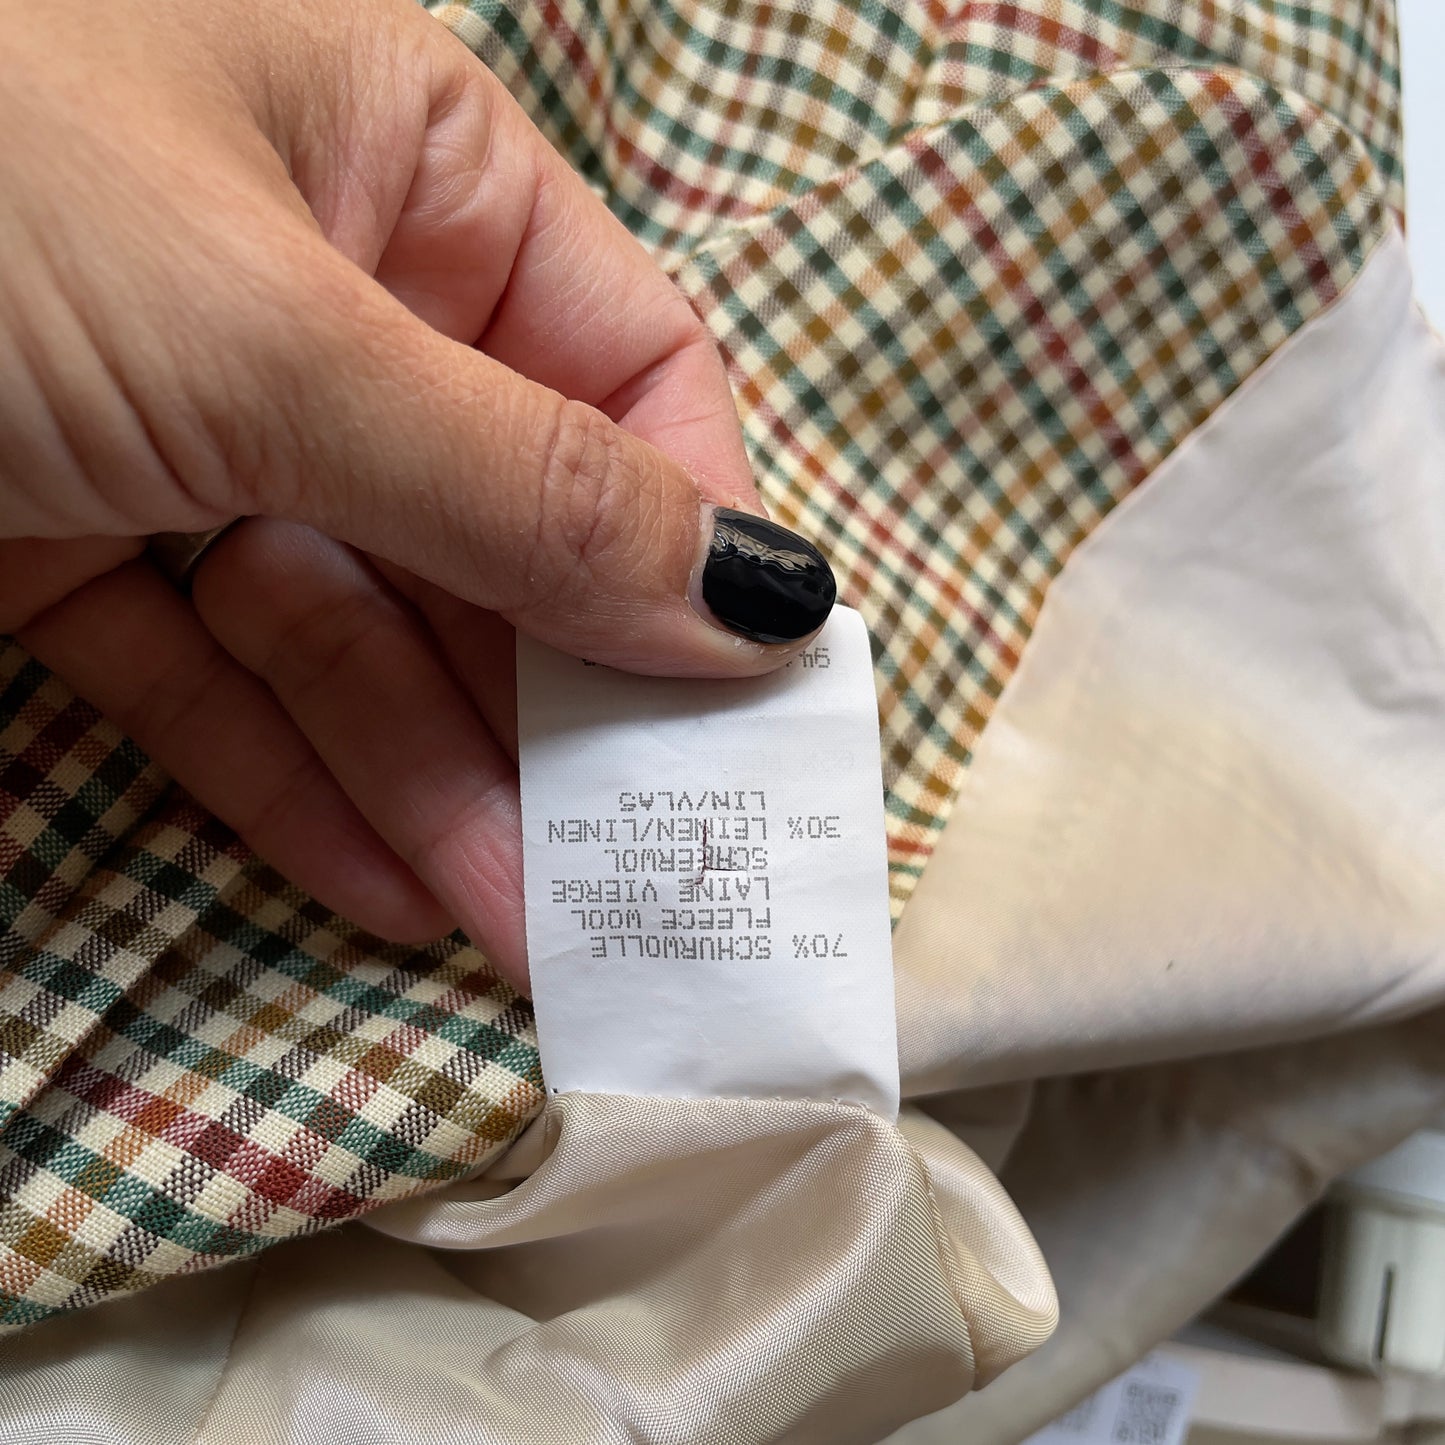 70% SCHURWOLLE
FLEECE WOOL
LAINE VIERGE
SCHEERWOL
30% LEINEN/LINEN
LIN/VLAS